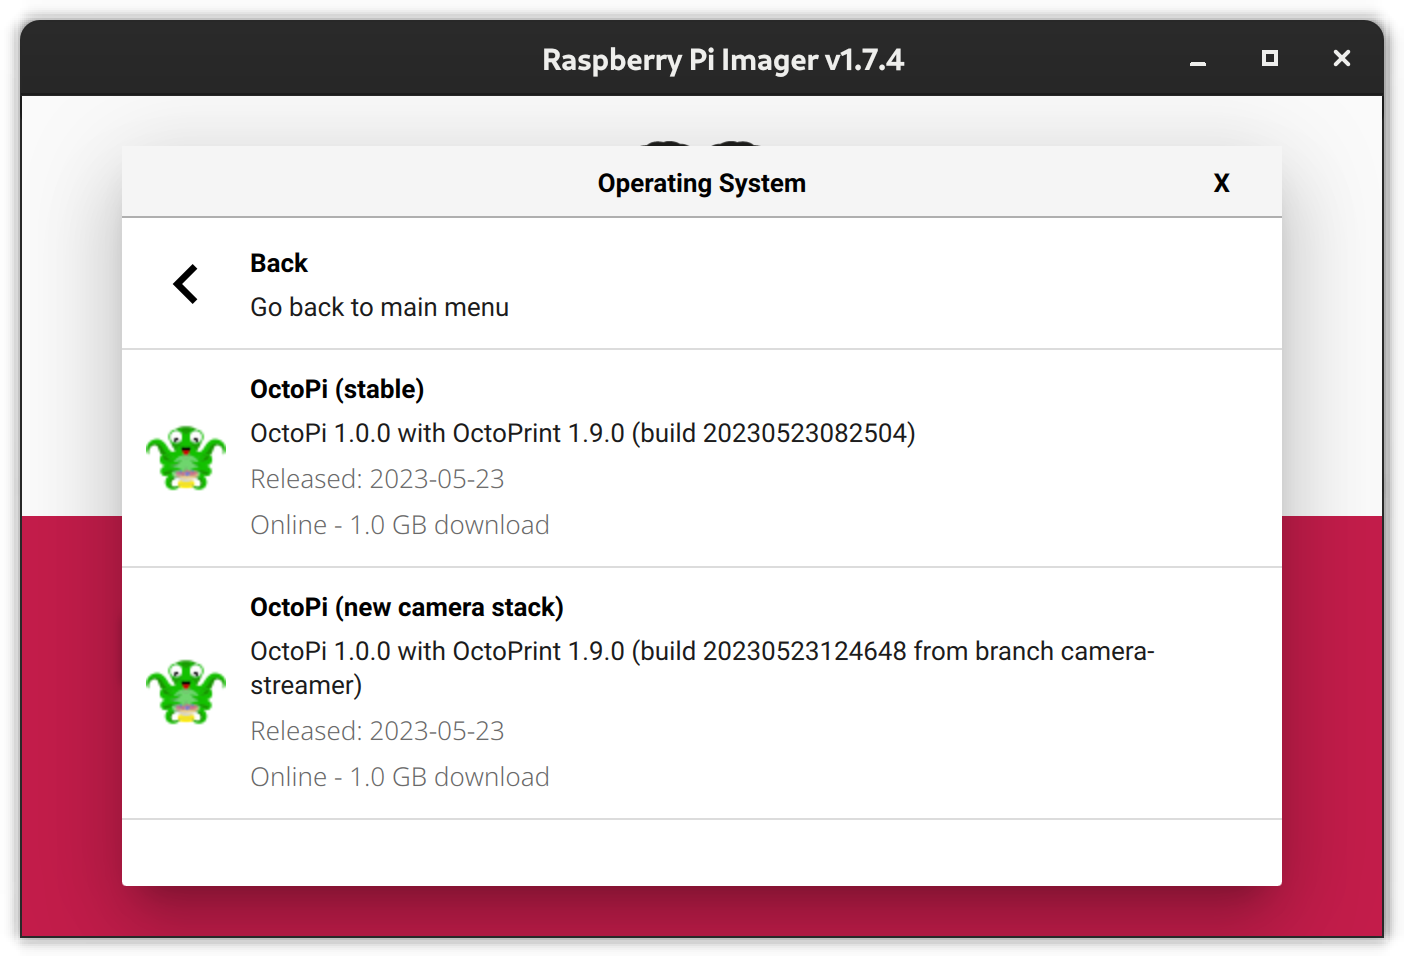 Raspberry Pi Imager v1.7.4
Operating System
X
Back
Go back to main menu
OctoPi (stable)
OctoPi 1.0.0 with OctoPrint 1.9.0 (build 20230523082504)
Released: 2023-05-23
Online - 1.0 GB download
OctoPi (new camera stack)
OctoPi 1.0.0 with OctoPrint 1.9.0 (build 20230523124648 from branch camera-
streamer)
Released: 2023-05-23
Online - 1.0 GB download